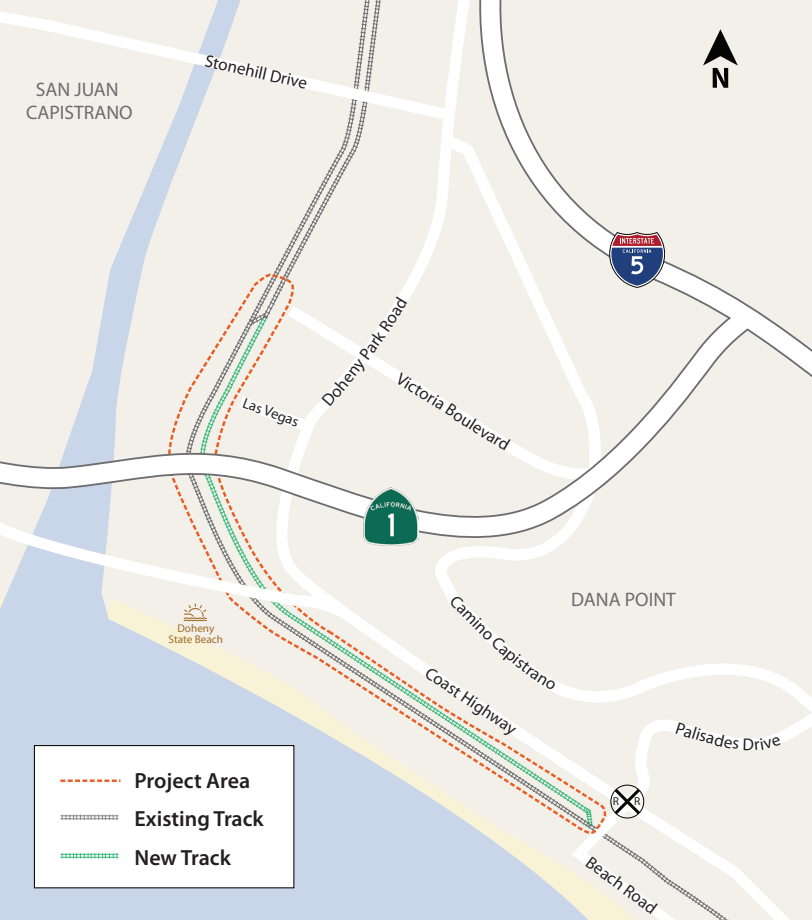 Stonehill Drive
SAN JUAN
CAPISTRANO
N
INTERSTATE
CALIFORNIA
5
Doheny Park Road
Victoria Boulevard
Las Vegas
CALIFORNIA
1
DANA POINT
Doheny
State Beach
Camino Capistrano
Coast Highway
Palisades Drive
R R
Beach Road
Project Area
Existing Track
New Track